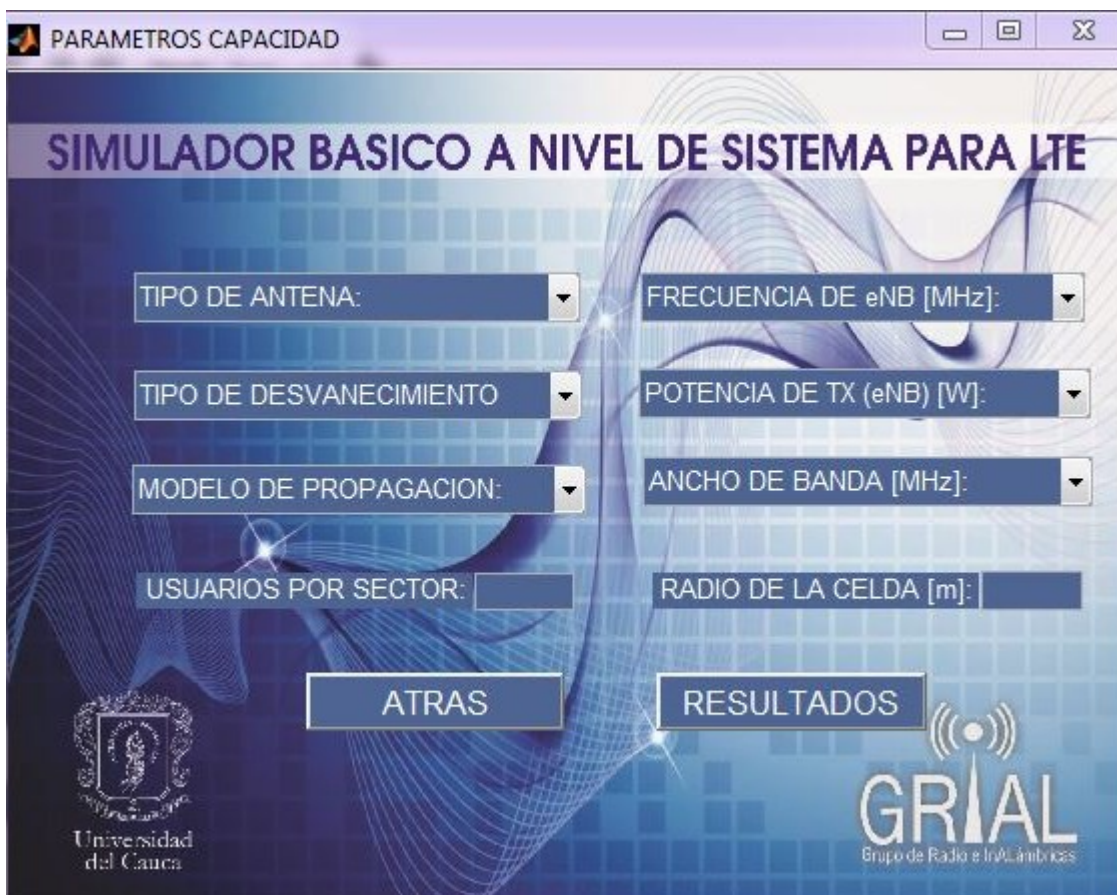 PARAMETROS CAPACIDAD
SIMULADOR BASICO A NIVEL DE SISTEMA PARA LTE
TIPO DE ANTENA:
FRECUENCIA DE eNB [MHz]:
TIPO DE DESVANECIMIENTO
POTENCIA DE TX (eNB) [W]:
MODELO DE PROPAGACION:
ANCHO DE BANDA [MHz]:
USUARIOS POR SECTOR:
RADIO DE LA CELDA [m]:
ATRAS
RESULTADOS
Universidad
del Cauca
GRIAL
Grupo de Radio e InALámbricas